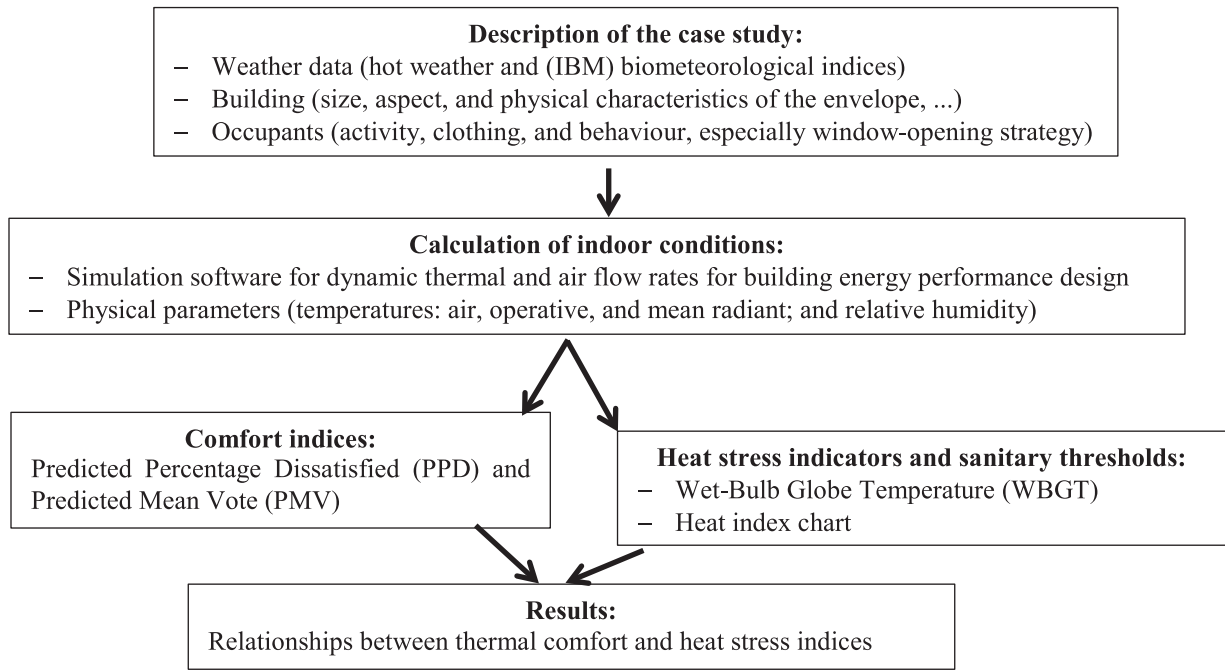 Description of the case study:
– Weather data (hot weather and (IBM) biometeorological indices)
– Building (size, aspect, and physical characteristics of the envelope, ...)
– Occupants (activity, clothing, and behaviour, especially window-opening strategy)
Calculation of indoor conditions:
– Simulation software for dynamic thermal and air flow rates for building energy performance design
– Physical parameters (temperatures: air, operative, and mean radiant; and relative humidity)
Comfort indices:
Predicted Percentage Dissatisfied (PPD) and
Predicted Mean Vote (PMV)
Heat stress indicators and sanitary thresholds:
– Wet-Bulb Globe Temperature (WBGT)
– Heat index chart
Results:
Relationships between thermal comfort and heat stress indices